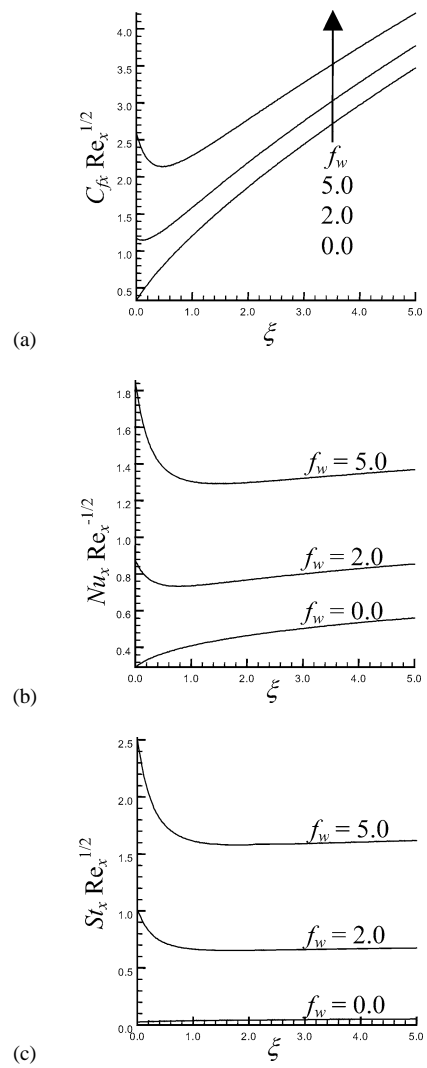 4.0
3.5
3.0
2.5
2.0
1.5
1.0
0.5
C_{fx} Re_x^{1/2}
f_w
5.0
2.0
0.0
1.0 2.0 3.0 4.0 5.0
ξ
(a)
1.8
1.6
1.4
1.2
1.0
0.8
0.6
0.4
Nu_x Re_x^{-1/2}
f_w = 5.0
f_w = 2.0
f_w = 0.0
0.0 1.0 2.0 3.0 4.0 5.0
ξ
(b)
2.5
2.0
1.5
1.0
0.5
0.0
St_x Re_x^{1/2}
f_w = 5.0
f_w = 2.0
f_w = 0.0
0.0 1.0 2.0 3.0 4.0 5.0
ξ
(c)